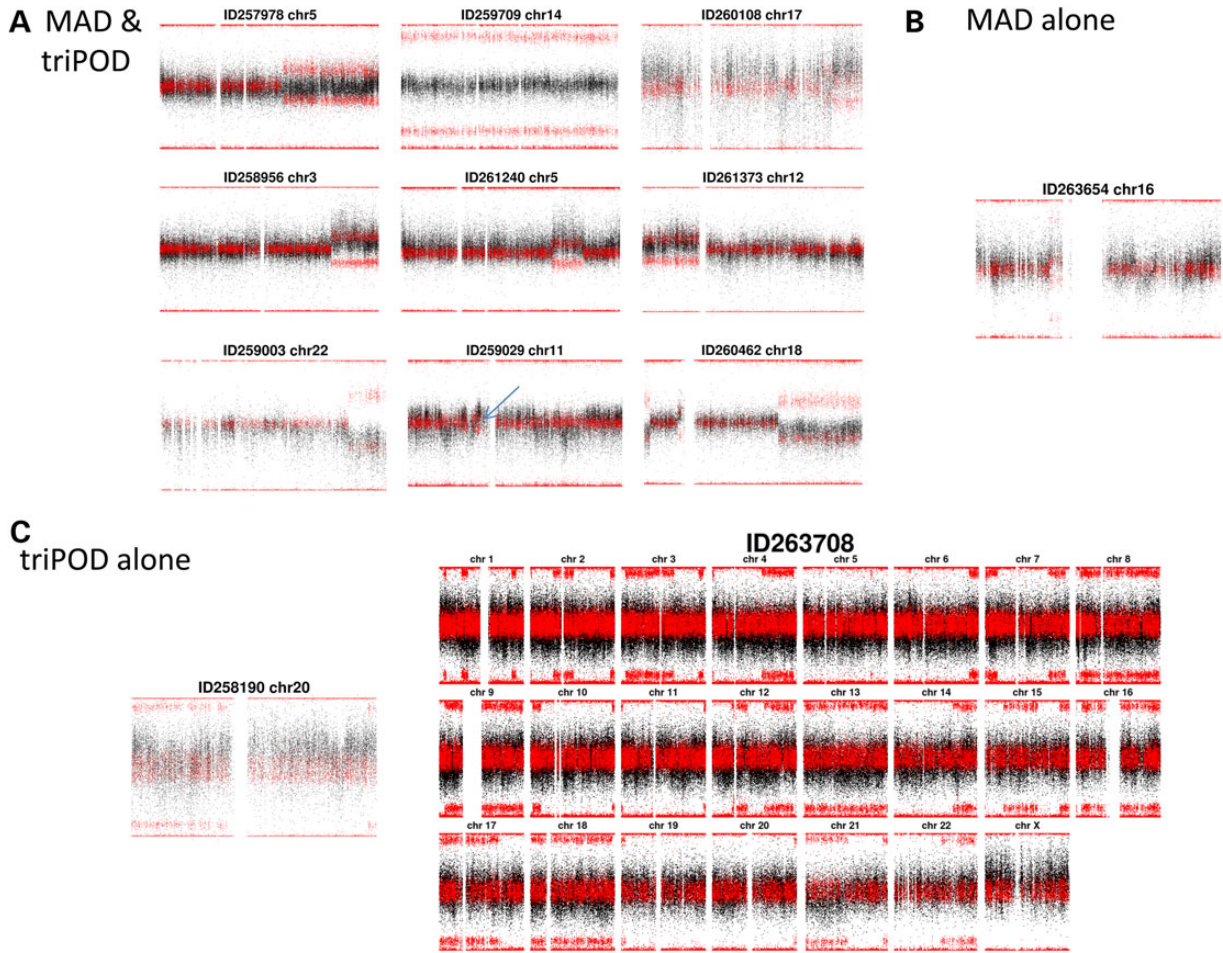 A MAD &
triPOD
ID257978 chr5
ID259709 chr14
ID260108 chr17
ID258956 chr3
ID261240 chr5
ID261373 chr12
ID259003 chr22
ID259029 chr11
ID260462 chr18
B MAD alone
ID263654 chr16
C
triPOD alone
ID258190 chr20
ID263708
chr 1
chr 2
chr 3
chr 4
chr 5
chr 6
chr 7
chr 8
chr 9
chr 10
chr 11
chr 12
chr 13
chr 14
chr 15
chr 16
chr 17
chr 18
chr 19
chr 20
chr 21
chr 22
chr X